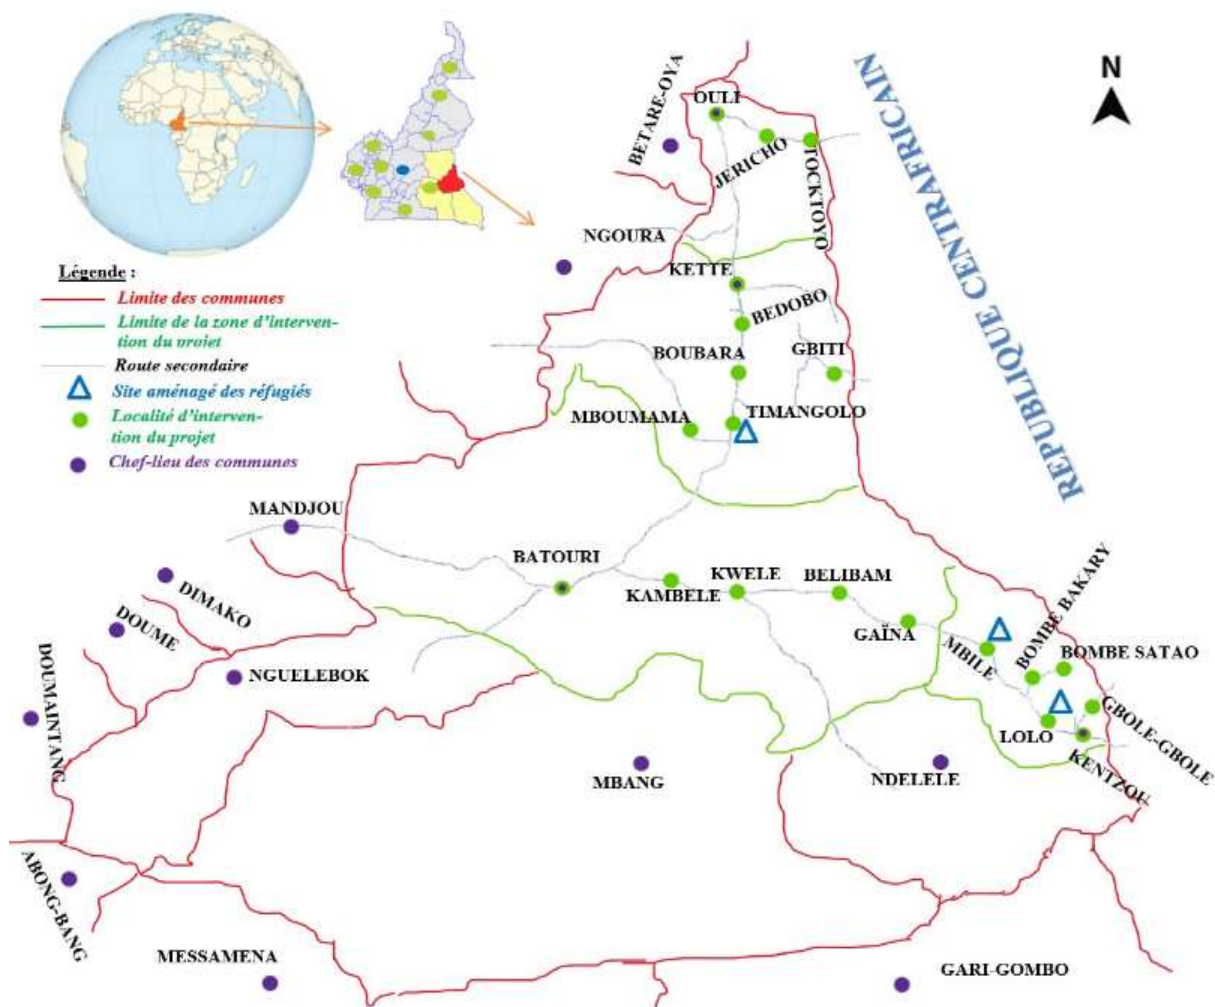 N
OULI
BETARE-OYA
JERICHO
TOCKTOYO
REPUBLIQUE CENTRAFRICAIN
NGOURA
KETTE
BEDOBO
BOUBARA
GBITI
MBOUMAMA
TIMANGOLO
Légende :
Limite des communes
Limite de la zone d'interven-
tion du projet
Route secondaire
Site aménagé des réfugiés
Localité d'interven-
tion du projet
Chef-lieu des communes
MANDJOU
BATOURI
KAMBELE
KWELE
BELIBAM
GAÏNA
DIMAKO
DOUME
NGUELEBOK
DOUMAINTANG
MBILE
BOMBE BAKARY
BOMBE SATAO
GBOLE-GBOLE
LOLO
KENTZOU
MBANG
NDELELE
ABONG-BANG
MESSAMENA
GARI-GOMBO